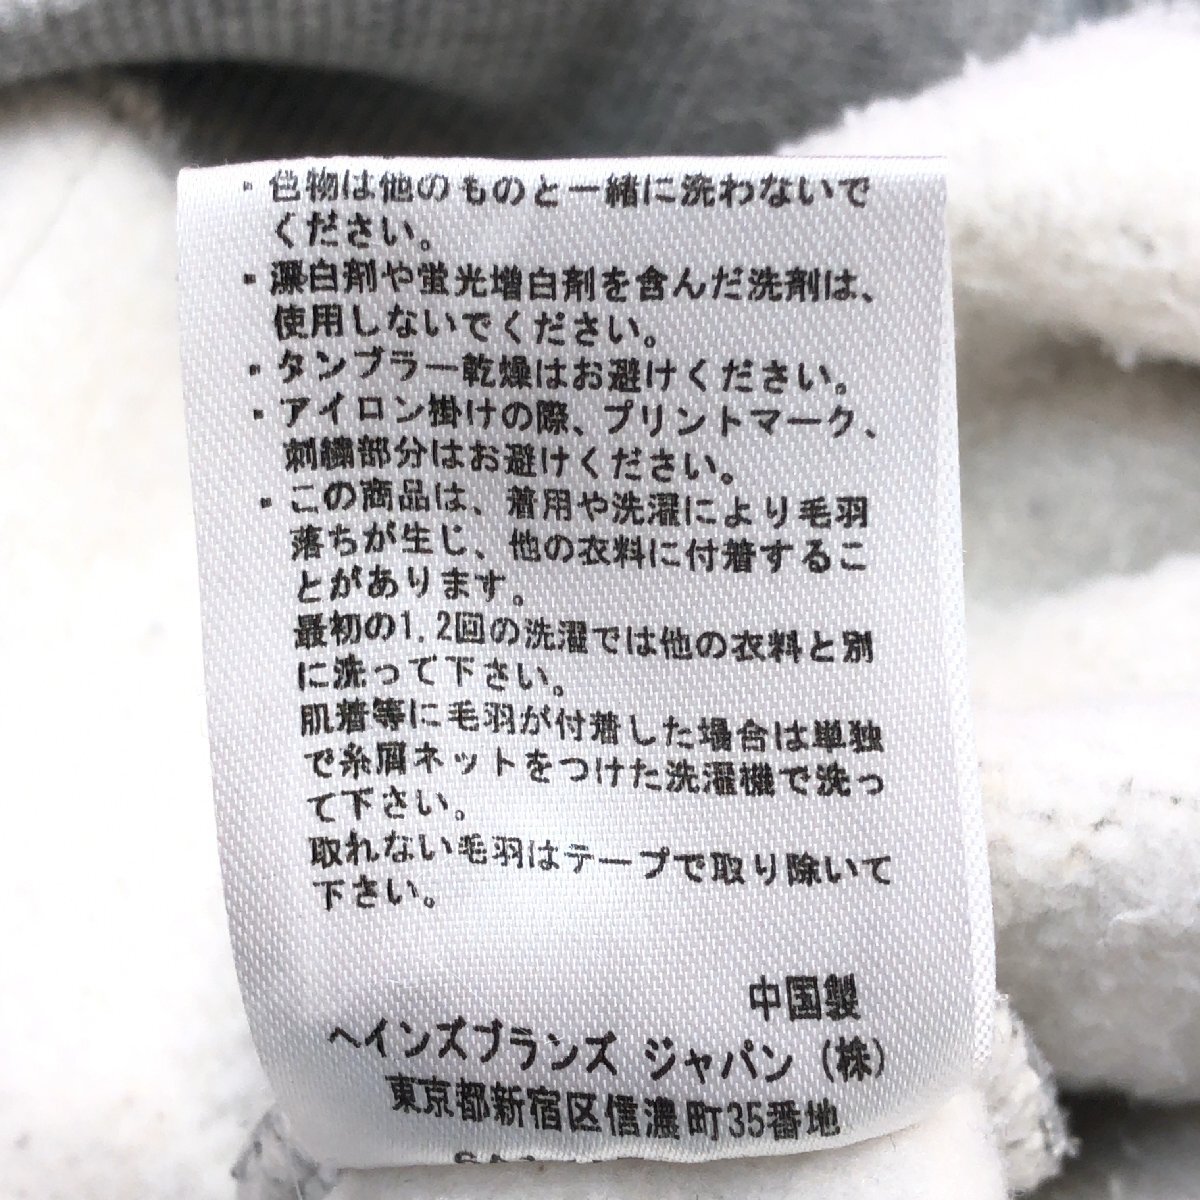 ・色物は他のものと一緒に洗わないで
ください。
・漂白剤や蛍光増白剤を含んだ洗剤は、
使用しないでください。
・タンブラー乾燥はお避けください。
・アイロン掛けの際、プリントマーク、
刺繍部分はお避けください。
・この商品は、着用や洗濯により毛羽
落ちが生じ、他の衣料に付着するこ
とがあります。
最初の1,2回の洗濯では他の衣料と別
に洗って下さい。
肌着等に毛羽が付着した場合は単独
で糸屑ネットをつけた洗濯機で洗っ
て下さい。
取れない毛羽はテープで取り除いて
下さい。
中国製
ヘインズブランズ ジャパン (株)
東京都新宿区信濃町35番地